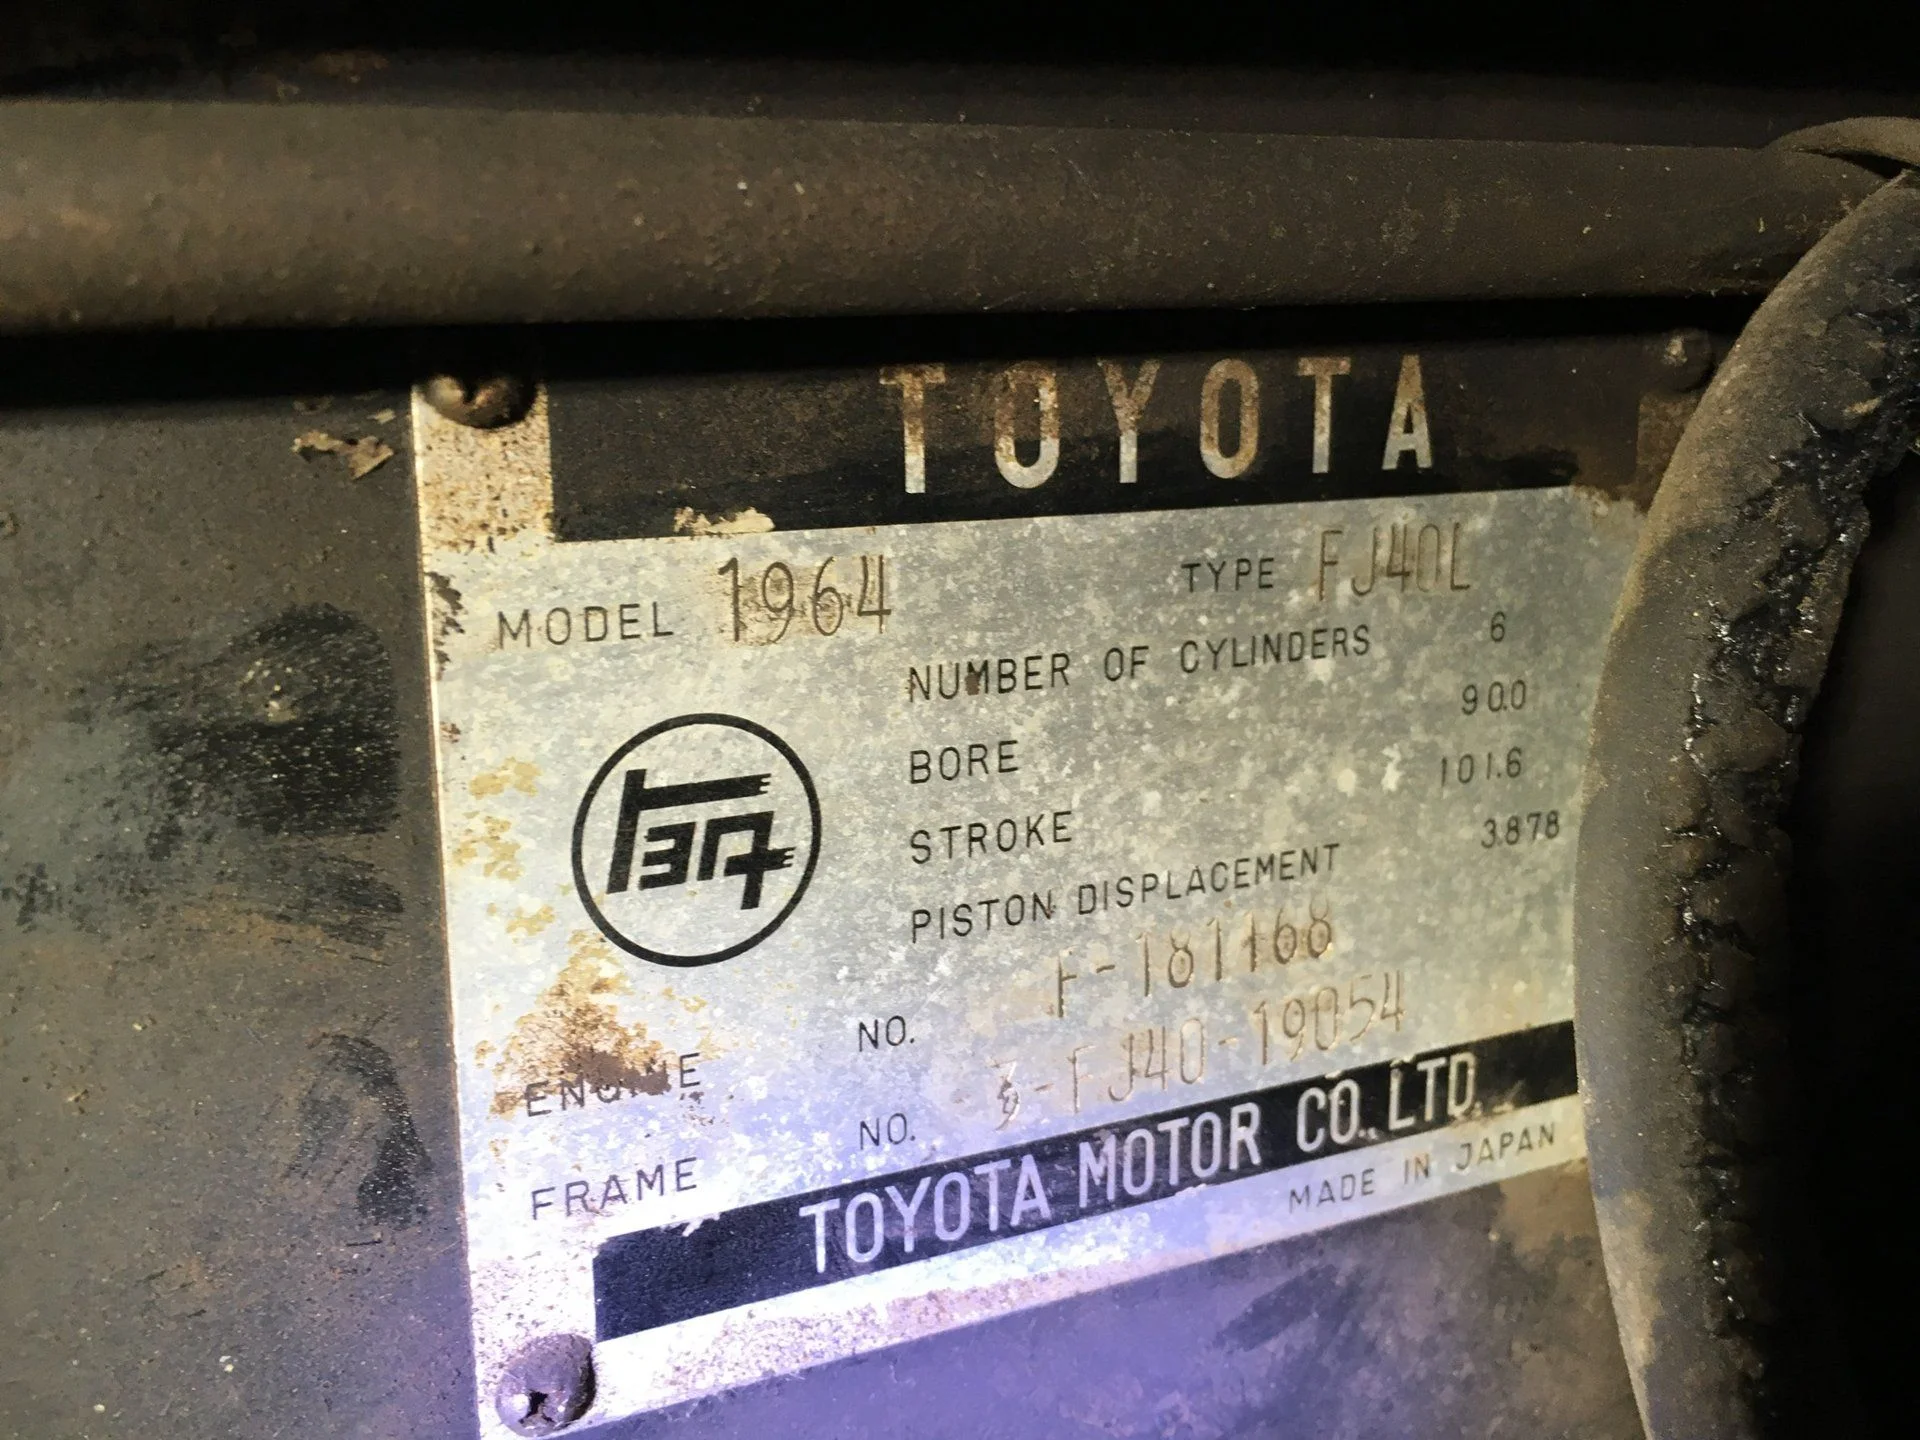 TOYOTA
MODEL 1964 TYPE FJ40L
NUMBER OF CYLINDERS 6
BORE 90.0
STROKE 101.6
PISTON DISPLACEMENT 3.878
ENGINE NO. F-181168
FRAME NO. 3-FJ40-19054
TOYOTA MOTOR CO., LTD.
MADE IN JAPAN